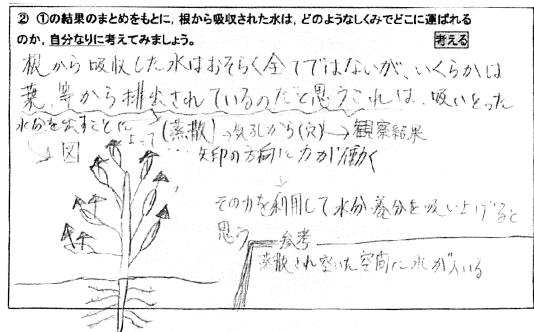 ② ①の結果のまとめをもとに，根から吸収された水は，どのようなしくみでどこに運ばれる
のか，自分なりに考えてみましょう。
考える
根から吸収した水はおそらく全てではないが、いくらかは
葉、等から排出されているのだと思うこれは、吸いとった
水分を出すことによって(蒸散)→気孔から(穴)→観察結果
図 … 矢印の方向に力が働く
その力を利用して水分・養分を吸い上げると
思う
参考
蒸散され空いた空間に水が入いる